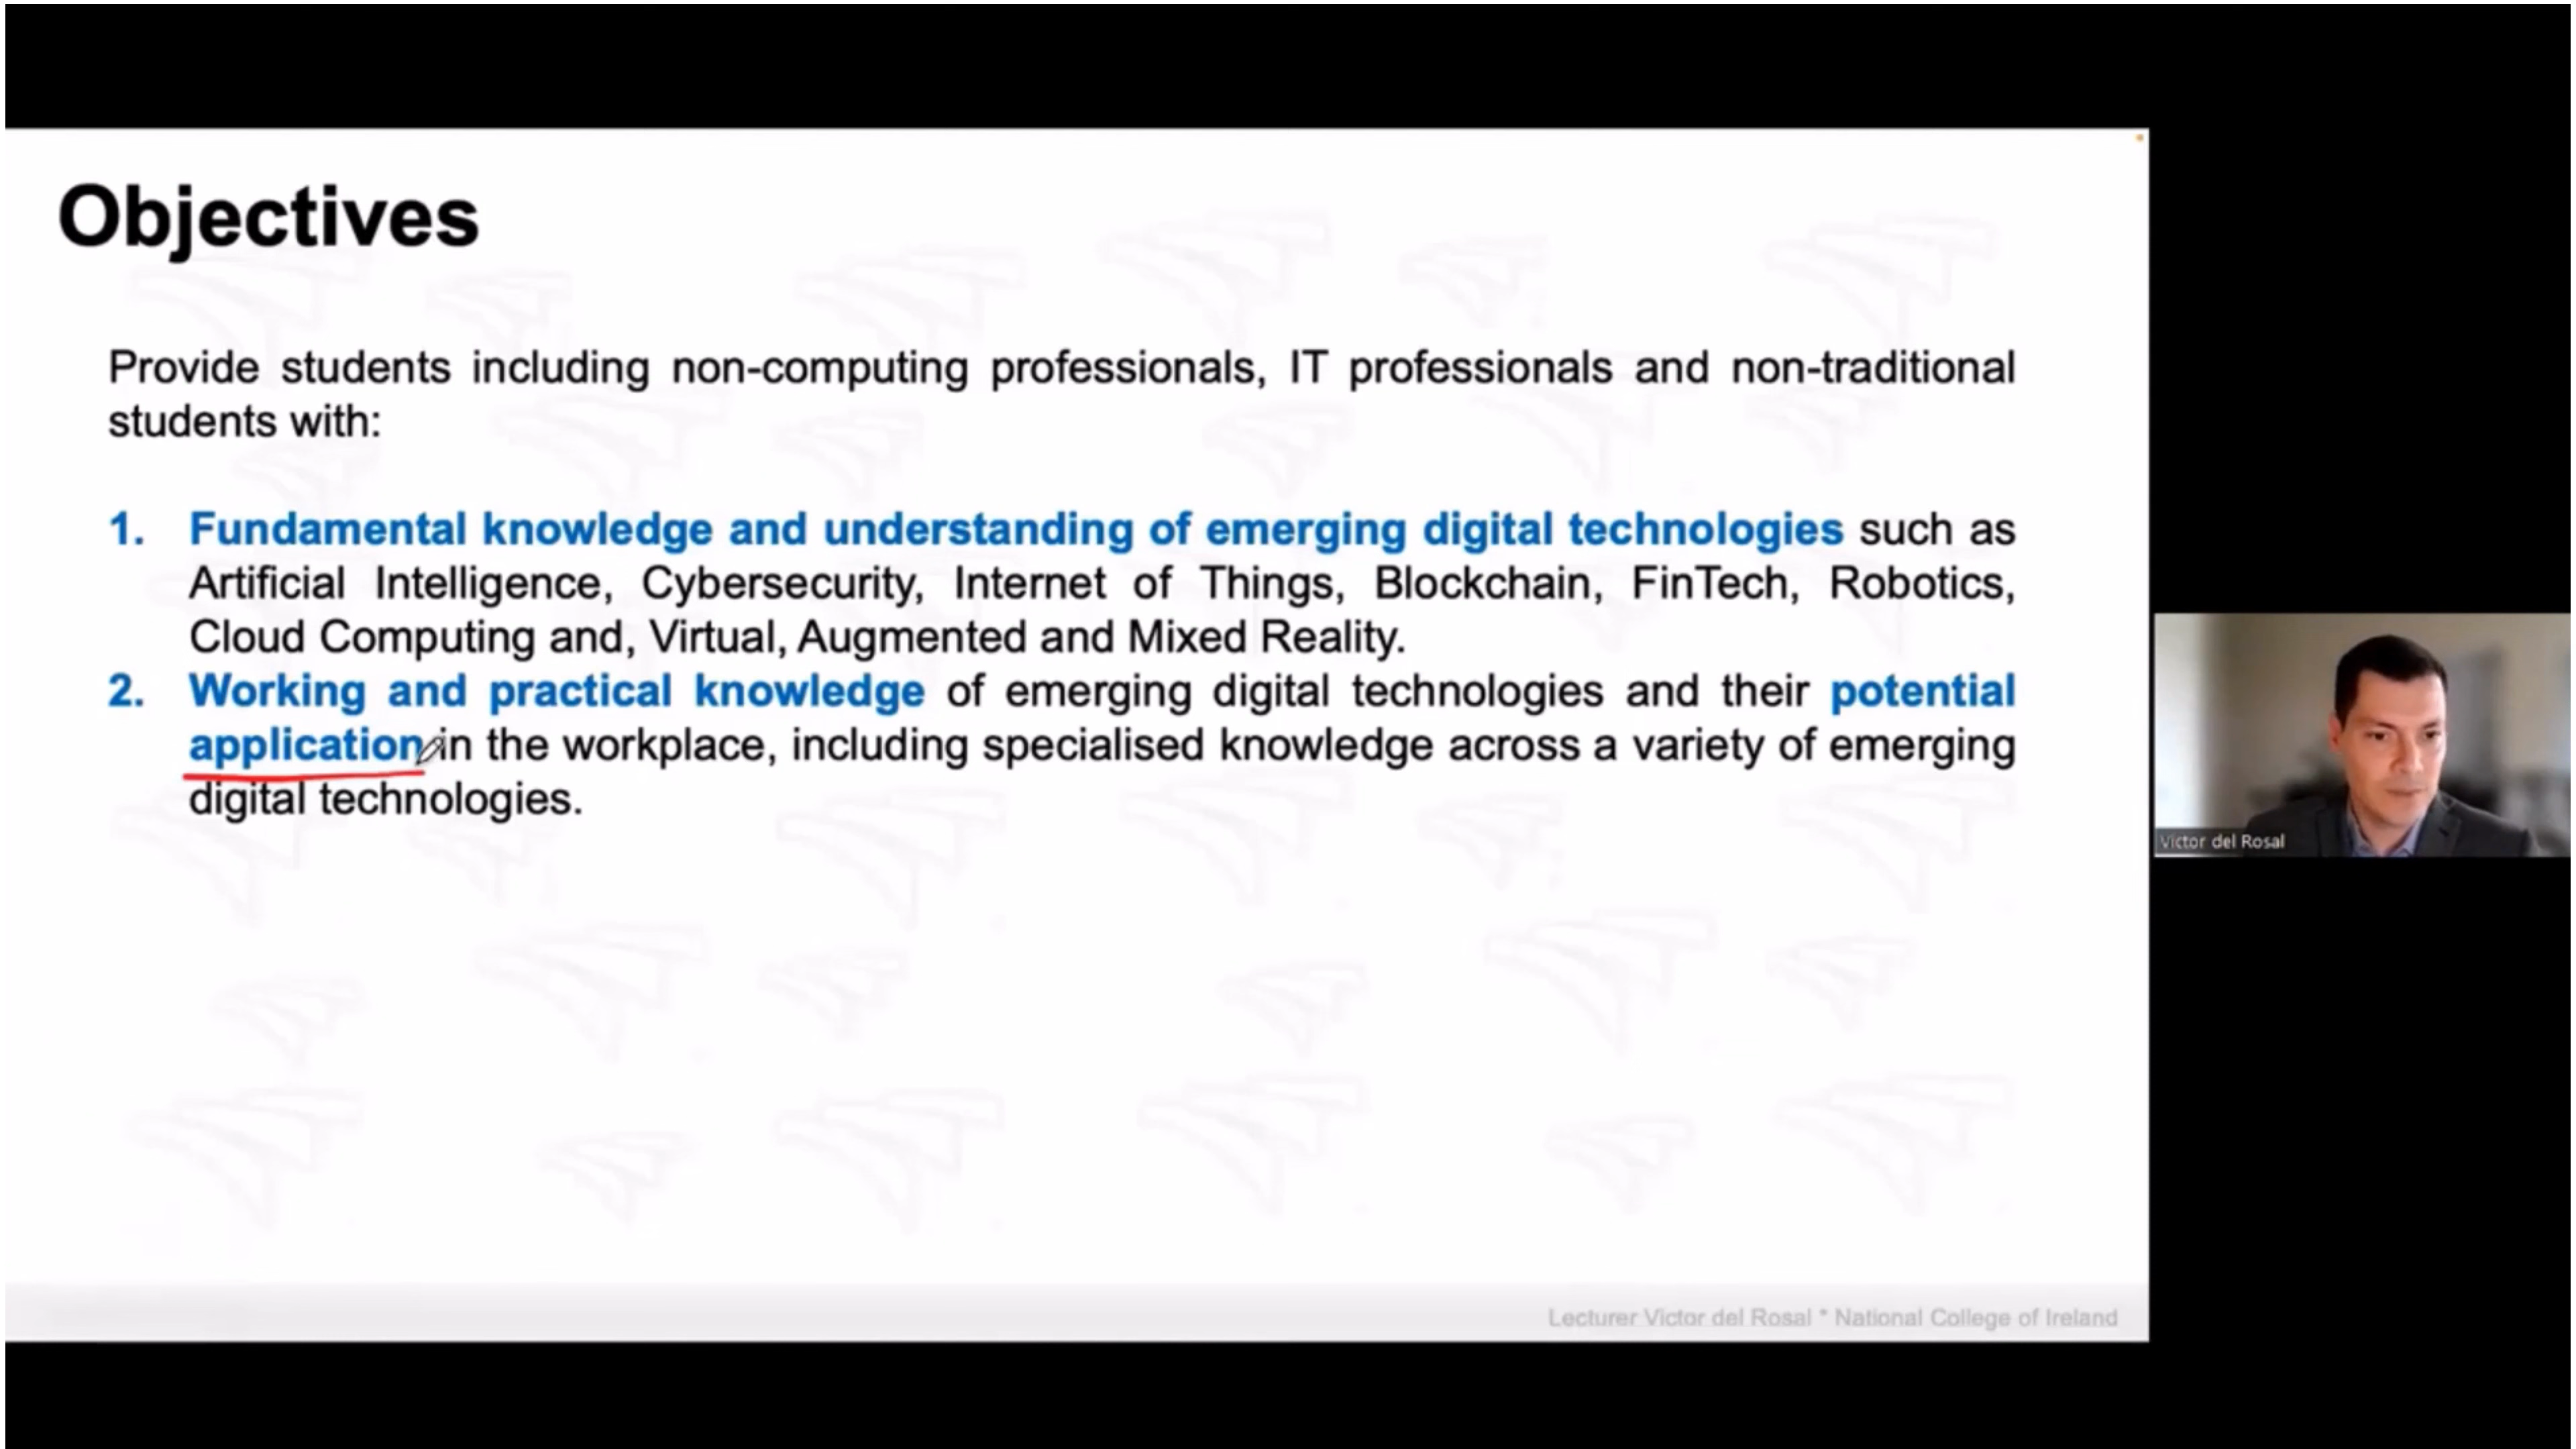 Objectives
Provide students including non-computing professionals, IT professionals and non-traditional
students with:
1. Fundamental knowledge and understanding of emerging digital technologies such as
Artificial Intelligence, Cybersecurity, Internet of Things, Blockchain, FinTech, Robotics,
Cloud Computing and, Virtual, Augmented and Mixed Reality.
2. Working and practical knowledge of emerging digital technologies and their potential
application in the workplace, including specialised knowledge across a variety of emerging
digital technologies.
Victor del Rosal
Lecturer Victor del Rosal * National College of Ireland